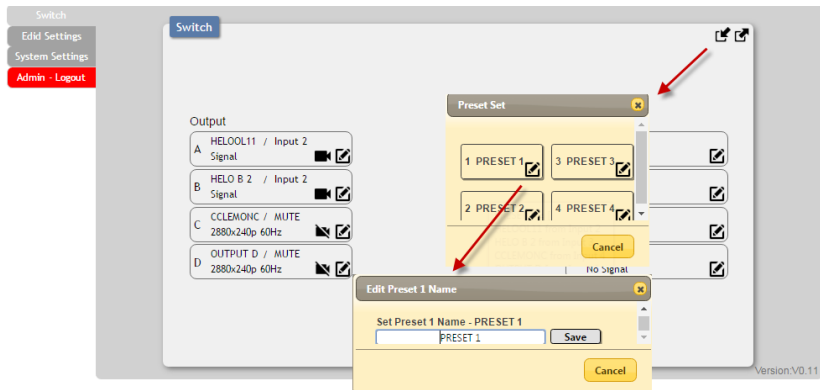 Switch
Edid Settings
System Settings
Admin - Logout
Switch
Output
A HELOOL11 / Input 2
Signal
B HELO B 2 / Input 2
Signal
C CCLEMONC / MUTE
2880x240p 60Hz
D OUTPUT D / MUTE
2880x240p 60Hz
Preset Set
1 PRESET 1
3 PRESET 3
2 PRESET 2
4 PRESET 4
Cancel
No Signal
Edit Preset 1 Name
Set Preset 1 Name - PRESET 1
PRESET 1
Save
Cancel
Version:V0.11